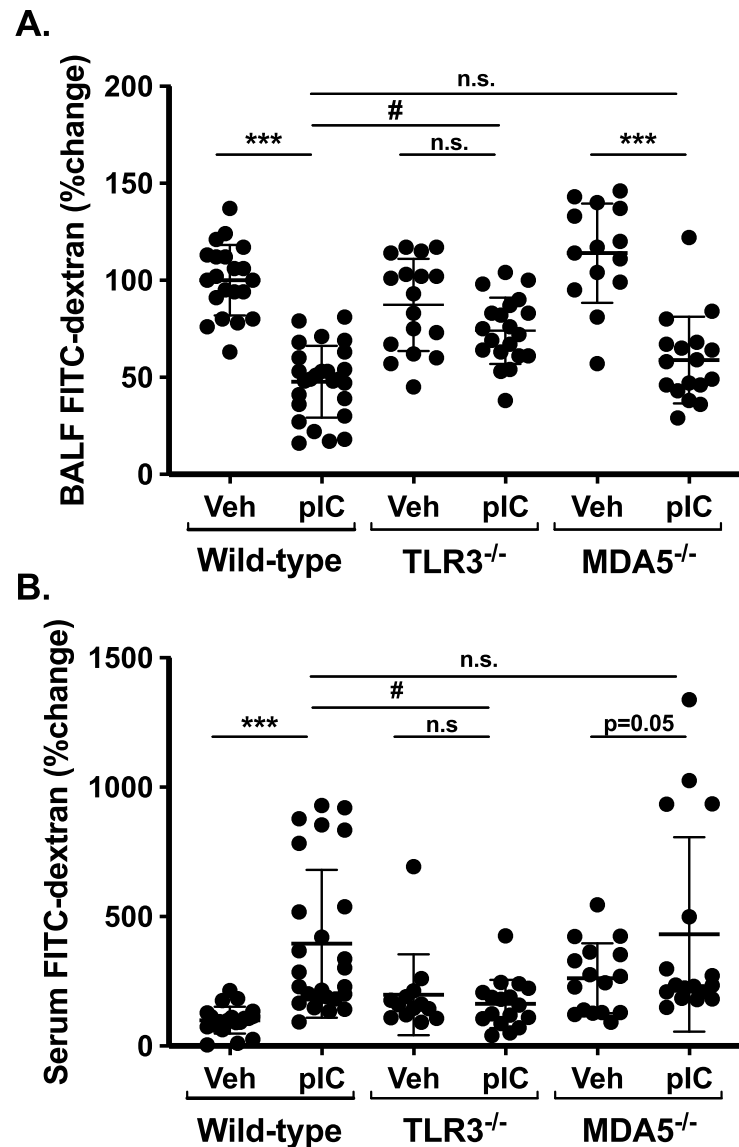 A.
BALF FITC-dextran (%change)
200
150
100
50
0
n.s.
#
***
n.s.
***
Veh pIC Veh pIC Veh pIC
Wild-type TLR3-/- MDA5-/-
B.
Serum FITC-dextran (%change)
1500
1000
500
0
n.s.
#
***
n.s
p=0.05
Veh pIC Veh pIC Veh pIC
Wild-type TLR3-/- MDA5-/-